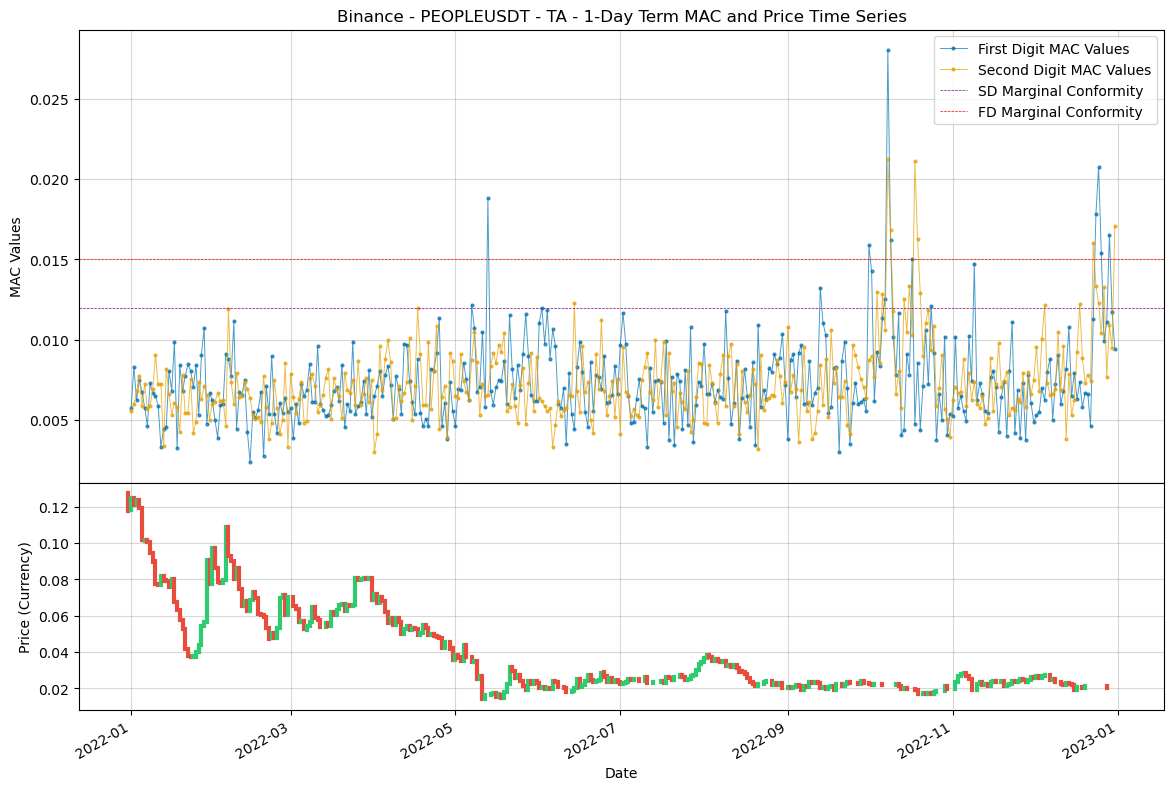 Binance - PEOPLEUSDT - TA - 1-Day Term MAC and Price Time Series
First Digit MAC Values
Second Digit MAC Values
SD Marginal Conformity
FD Marginal Conformity
MAC Values
0.025
0.020
0.015
0.010
0.005
Price (Currency)
0.12
0.10
0.08
0.06
0.04
0.02
2022-01
2022-03
2022-05
2022-07
2022-09
2022-11
2023-01
Date